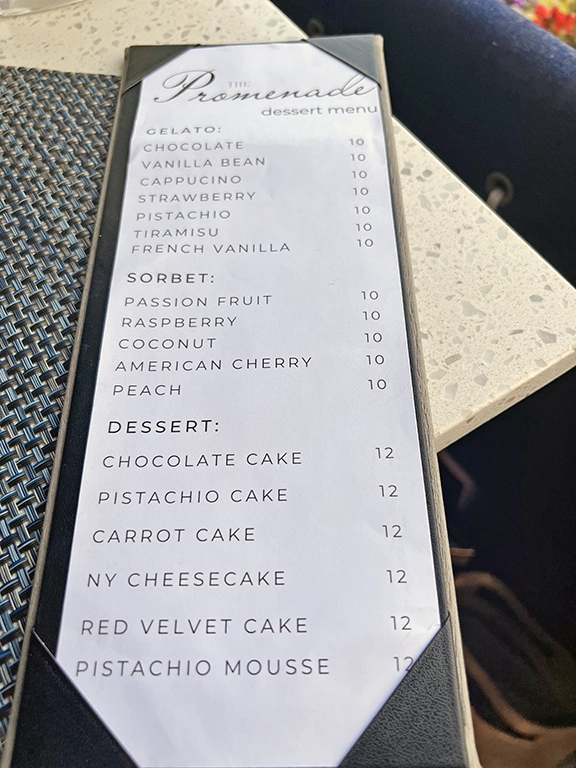 THE
Promenade
dessert menu
GELATO:
CHOCOLATE 10
VANILLA BEAN 10
CAPPUCINO 10
STRAWBERRY 10
PISTACHIO 10
TIRAMISU 10
FRENCH VANILLA 10
SORBET:
PASSION FRUIT 10
RASPBERRY 10
COCONUT 10
AMERICAN CHERRY 10
PEACH 10
DESSERT:
CHOCOLATE CAKE 12
PISTACHIO CAKE 12
CARROT CAKE 12
NY CHEESECAKE 12
RED VELVET CAKE 12
PISTACHIO MOUSSE 12